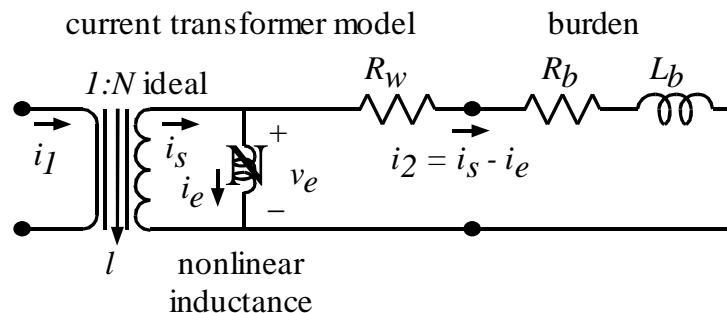 current transformer model
burden
1:N ideal
R_w
R_b
L_b
i_1
i_s
+
N
i_e
v_e
i_2 = i_s - i_e
−
l
nonlinear
inductance